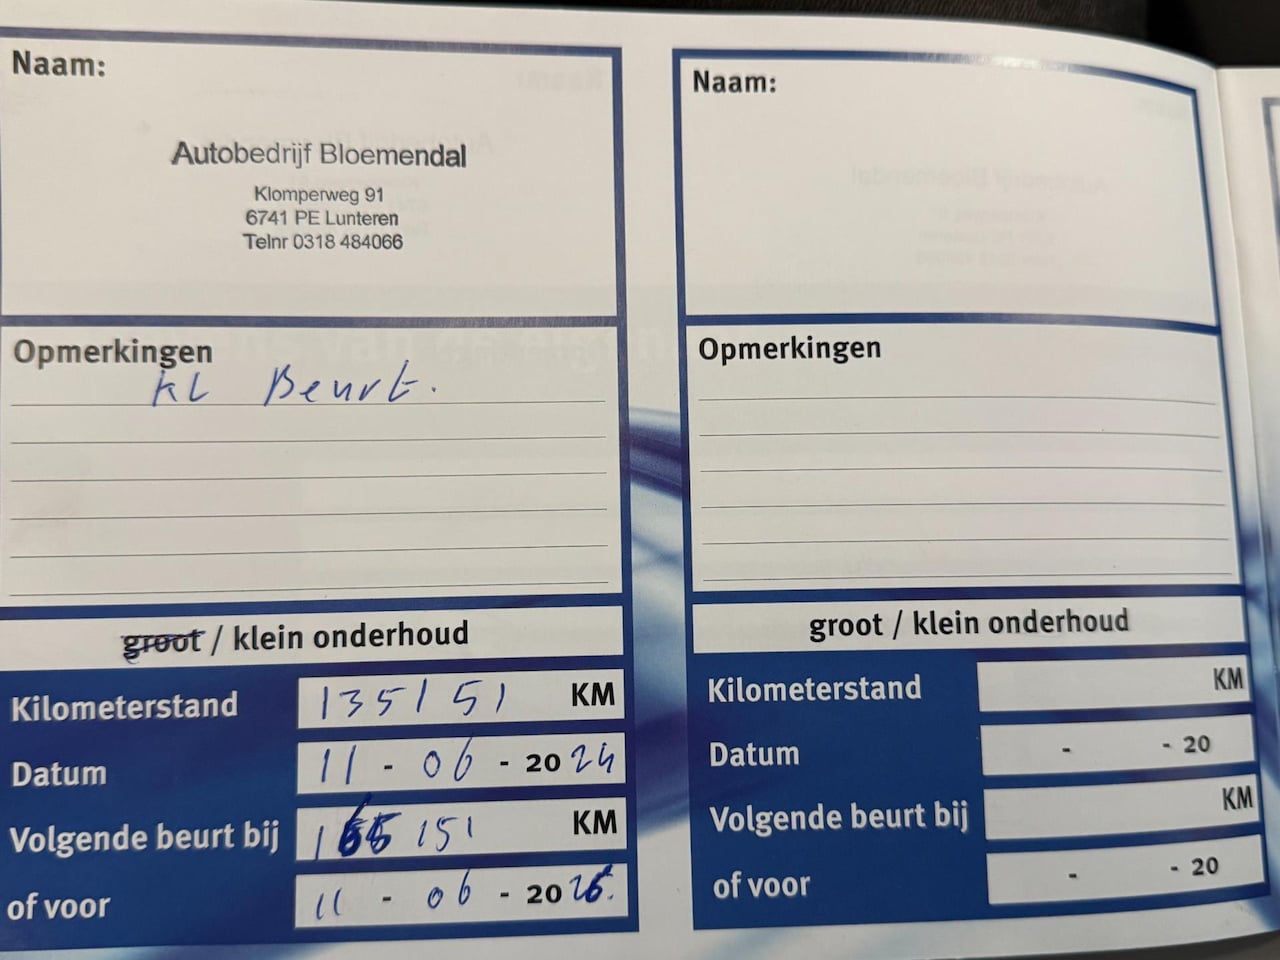 Naam:
Autobedrijf Bloemendal
Klomperweg 91
6741 PE Lunteren
Telnr 0318 484066
Opmerkingen
KL Beurt.
groot / klein onderhoud
Kilometerstand 135151 KM
Datum 11 - 06 - 2024
Volgende beurt bij KM
of voor 11 - 06 - 20
Naam:
Opmerkingen
groot / klein onderhoud
Kilometerstand KM
Datum - - 20
Volgende beurt bij KM
of voor - - 20